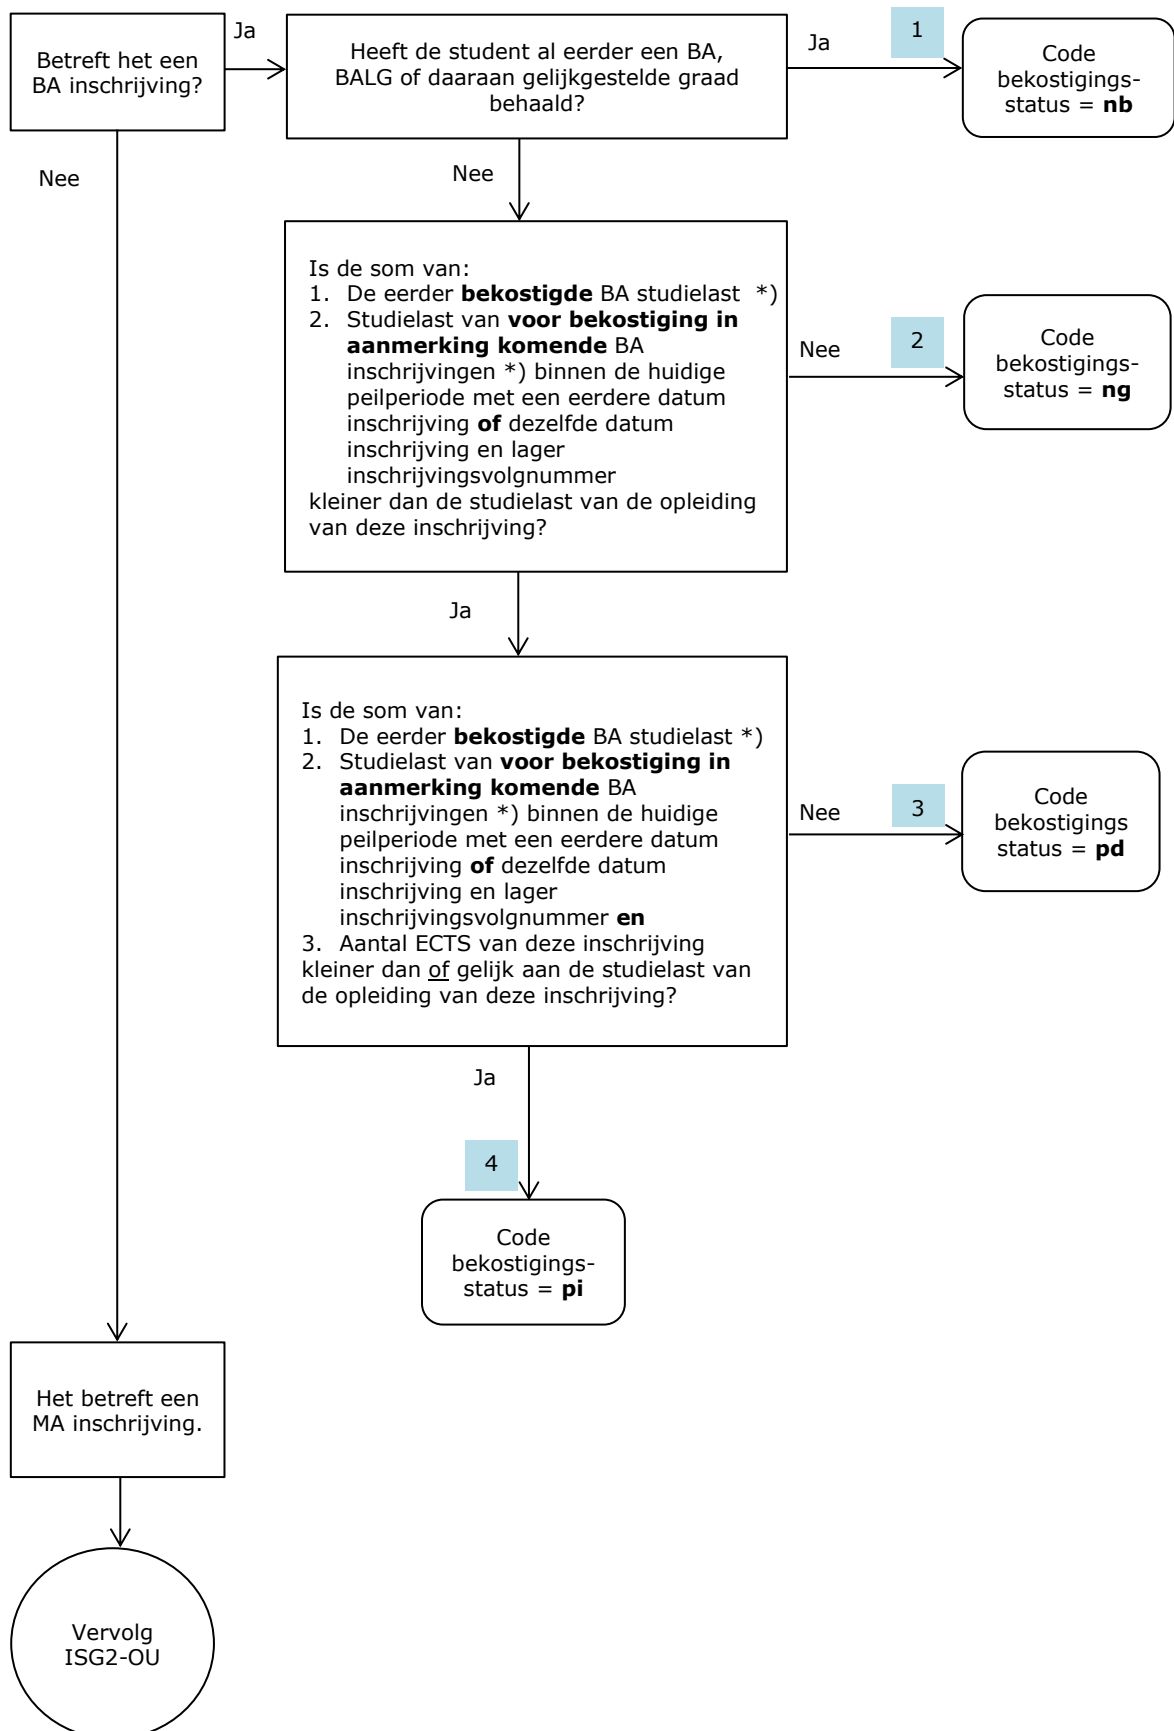 Betreft het een
BA inschrijving?
Ja
Heeft de student al eerder een BA,
BALG of daaraan gelijkgestelde graad
behaald?
Ja
1
Code
bekostigings-
status = nb
Nee
Nee
Is de som van:
1. De eerder bekostigde BA studielast *)
2. Studielast van voor bekostiging in
aanmerking komende BA
inschrijvingen *) binnen de huidige
peilperiode met een eerdere datum
inschrijving of dezelfde datum
inschrijving en lager
inschrijvingsvolgnummer
kleiner dan de studielast van de opleiding
van deze inschrijving?
Nee
2
Code
bekostigings-
status = ng
Ja
Is de som van:
1. De eerder bekostigde BA studielast *)
2. Studielast van voor bekostiging in
aanmerking komende BA
inschrijvingen *) binnen de huidige
peilperiode met een eerdere datum
inschrijving of dezelfde datum
inschrijving en lager
inschrijvingsvolgnummer en
3. Aantal ECTS van deze inschrijving
kleiner dan of gelijk aan de studielast van
de opleiding van deze inschrijving?
Nee
3
Code
bekostigings
status = pd
Ja
4
Code
bekostigings-
status = pi
Het betreft een
MA inschrijving.
Vervolg
ISG2-OU